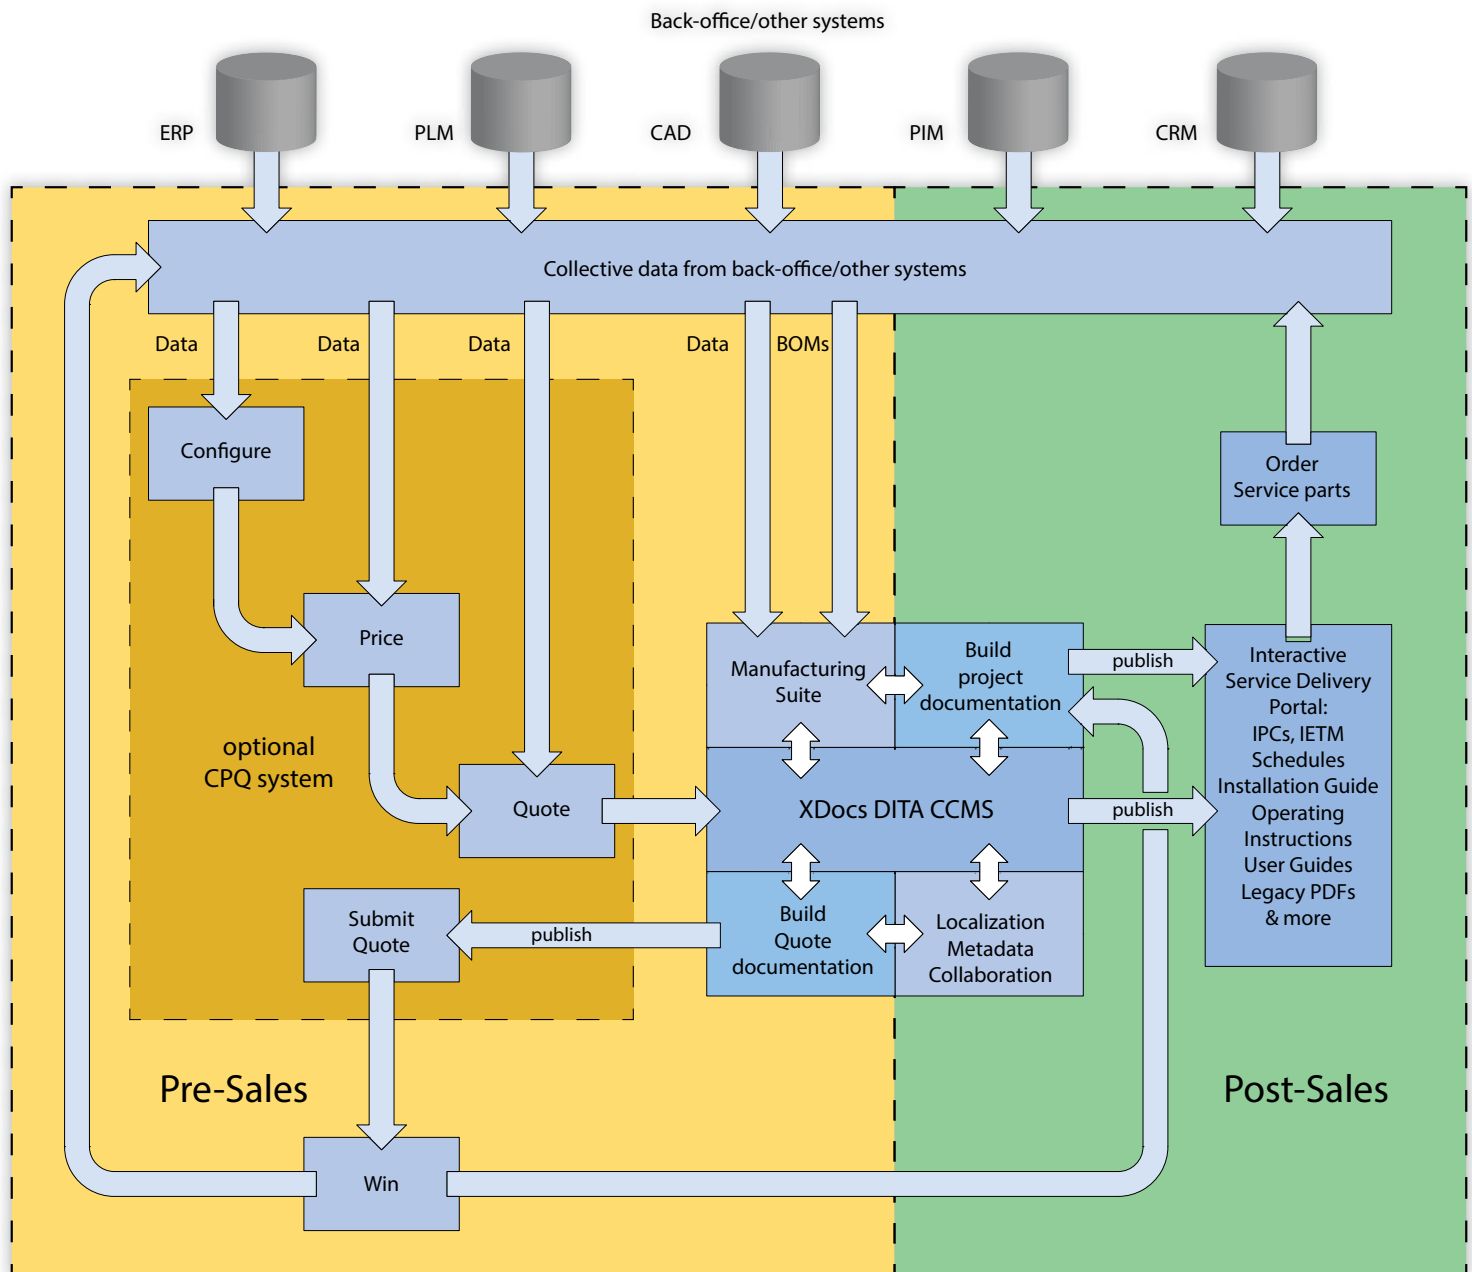 Back-office/other systems
ERP
PLM
CAD
PIM
CRM
Collective data from back-office/other systems
Data
Data
Data
Data
BOMs
Configure
Order
Service parts
Price
Manufacturing
Suite
Build
project
documentation
publish
Interactive
Service Delivery
Portal:
IPCs, IETM
Schedules
Installation Guide
Operating
Instructions
User Guides
Legacy PDFs
& more
optional
CPQ system
Quote
XDocs DITA CCMS
publish
Submit
Quote
publish
Build
Quote
documentation
Localization
Metadata
Collaboration
Pre-Sales
Post-Sales
Win